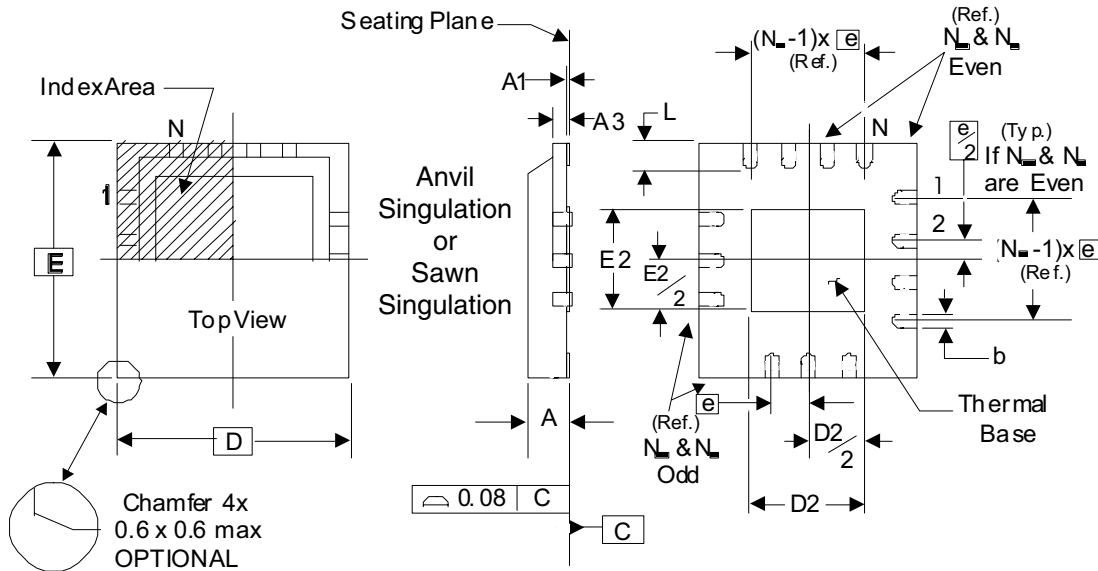 Seating Plane
(Ref.)
(N -1)x e
(Ref.)
N & N
Even
A1
IndexArea
A3
L
N
N
e/2
(Typ.)
If N & N
are Even
1
1
2
Anvil
Singulation
or
Sawn
Singulation
E
E2
E2/2
(N -1)x e
(Ref.)
TopView
b
e
A
(Ref.)
N & N
Odd
D2/2
Thermal
Base
D
D2
Chamfer 4x
0.6 x 0.6 max
OPTIONAL
0.08 C
C